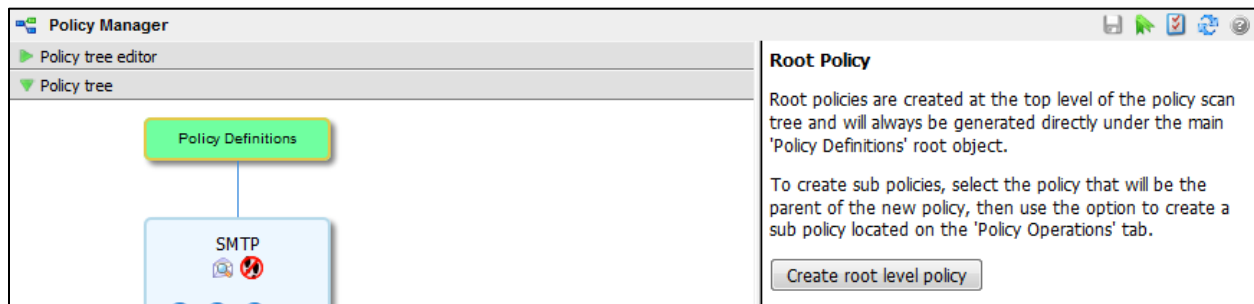 Policy Manager
Policy tree editor
Policy tree
Policy Definitions
SMTP
Root Policy
Root policies are created at the top level of the policy scan
tree and will always be generated directly under the main
'Policy Definitions' root object.
To create sub policies, select the policy that will be the
parent of the new policy, then use the option to create a
sub policy located on the 'Policy Operations' tab.
Create root level policy